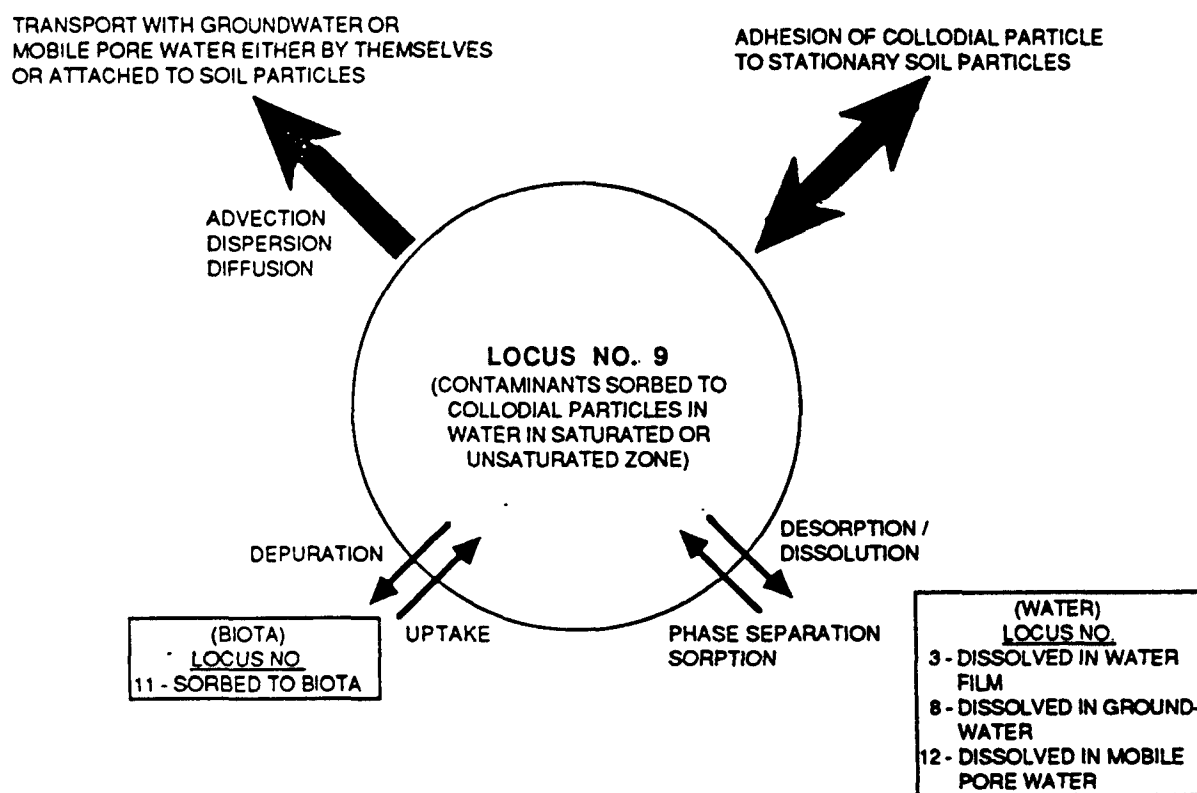 TRANSPORT WITH GROUNDWATER OR
MOBILE PORE WATER EITHER BY THEMSELVES
OR ATTACHED TO SOIL PARTICLES
ADHESION OF COLLODIAL PARTICLE
TO STATIONARY SOIL PARTICLES
ADVECTION
DISPERSION
DIFFUSION
LOCUS NO. 9
(CONTAMINANTS SORBED TO
COLLODIAL PARTICLES IN
WATER IN SATURATED OR
UNSATURATED ZONE)
DEPURATION
UPTAKE
DESORPTION /
DISSOLUTION
PHASE SEPARATION
SORPTION
(BIOTA)
LOCUS NO
11 - SORBED TO BIOTA
(WATER)
LOCUS NO.
3 - DISSOLVED IN WATER
FILM
8 - DISSOLVED IN GROUND-
WATER
12 - DISSOLVED IN MOBILE
PORE WATER